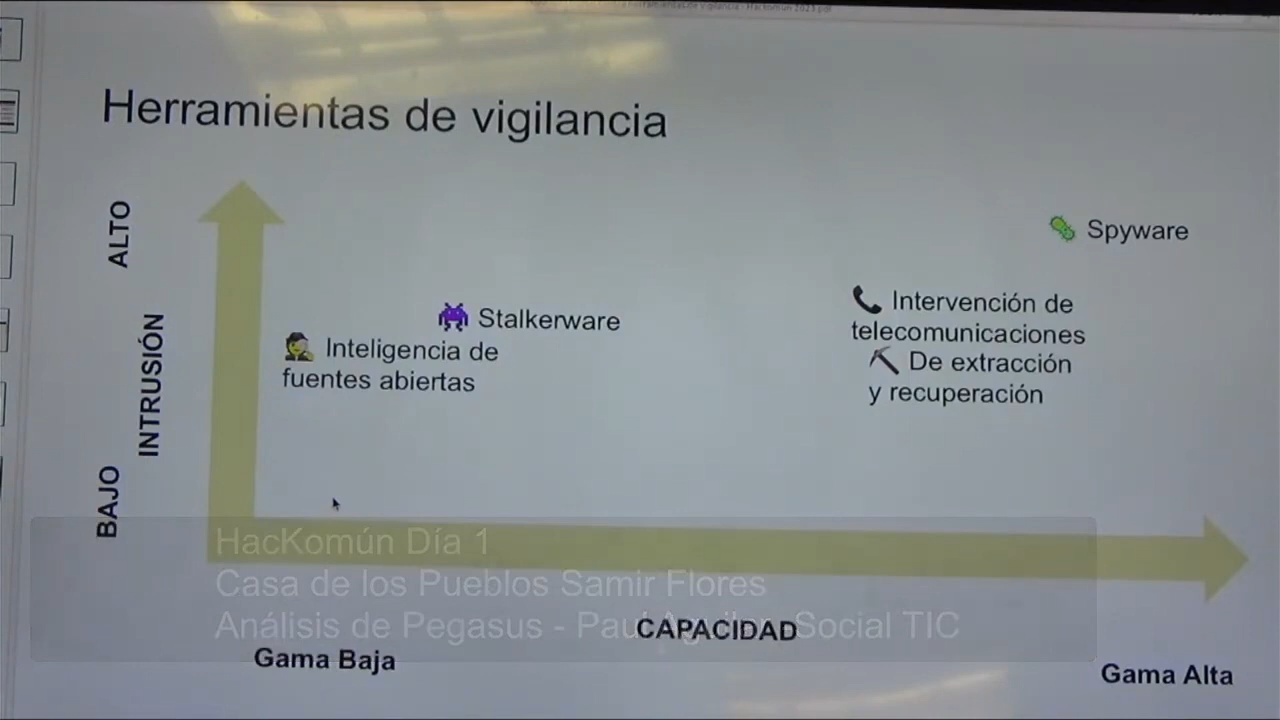 Herramientas de vigilancia
ALTO
INTRUSIÓN
BAJO
Spyware
Intervención de
telecomunicaciones
De extracción
y recuperación
Stalkerware
Inteligencia de
fuentes abiertas
HacKomún Día 1
Casa de los Pueblos Samir Flores
Análisis de Pegasus - Social TIC
CAPACIDAD
Gama Baja
Gama Alta